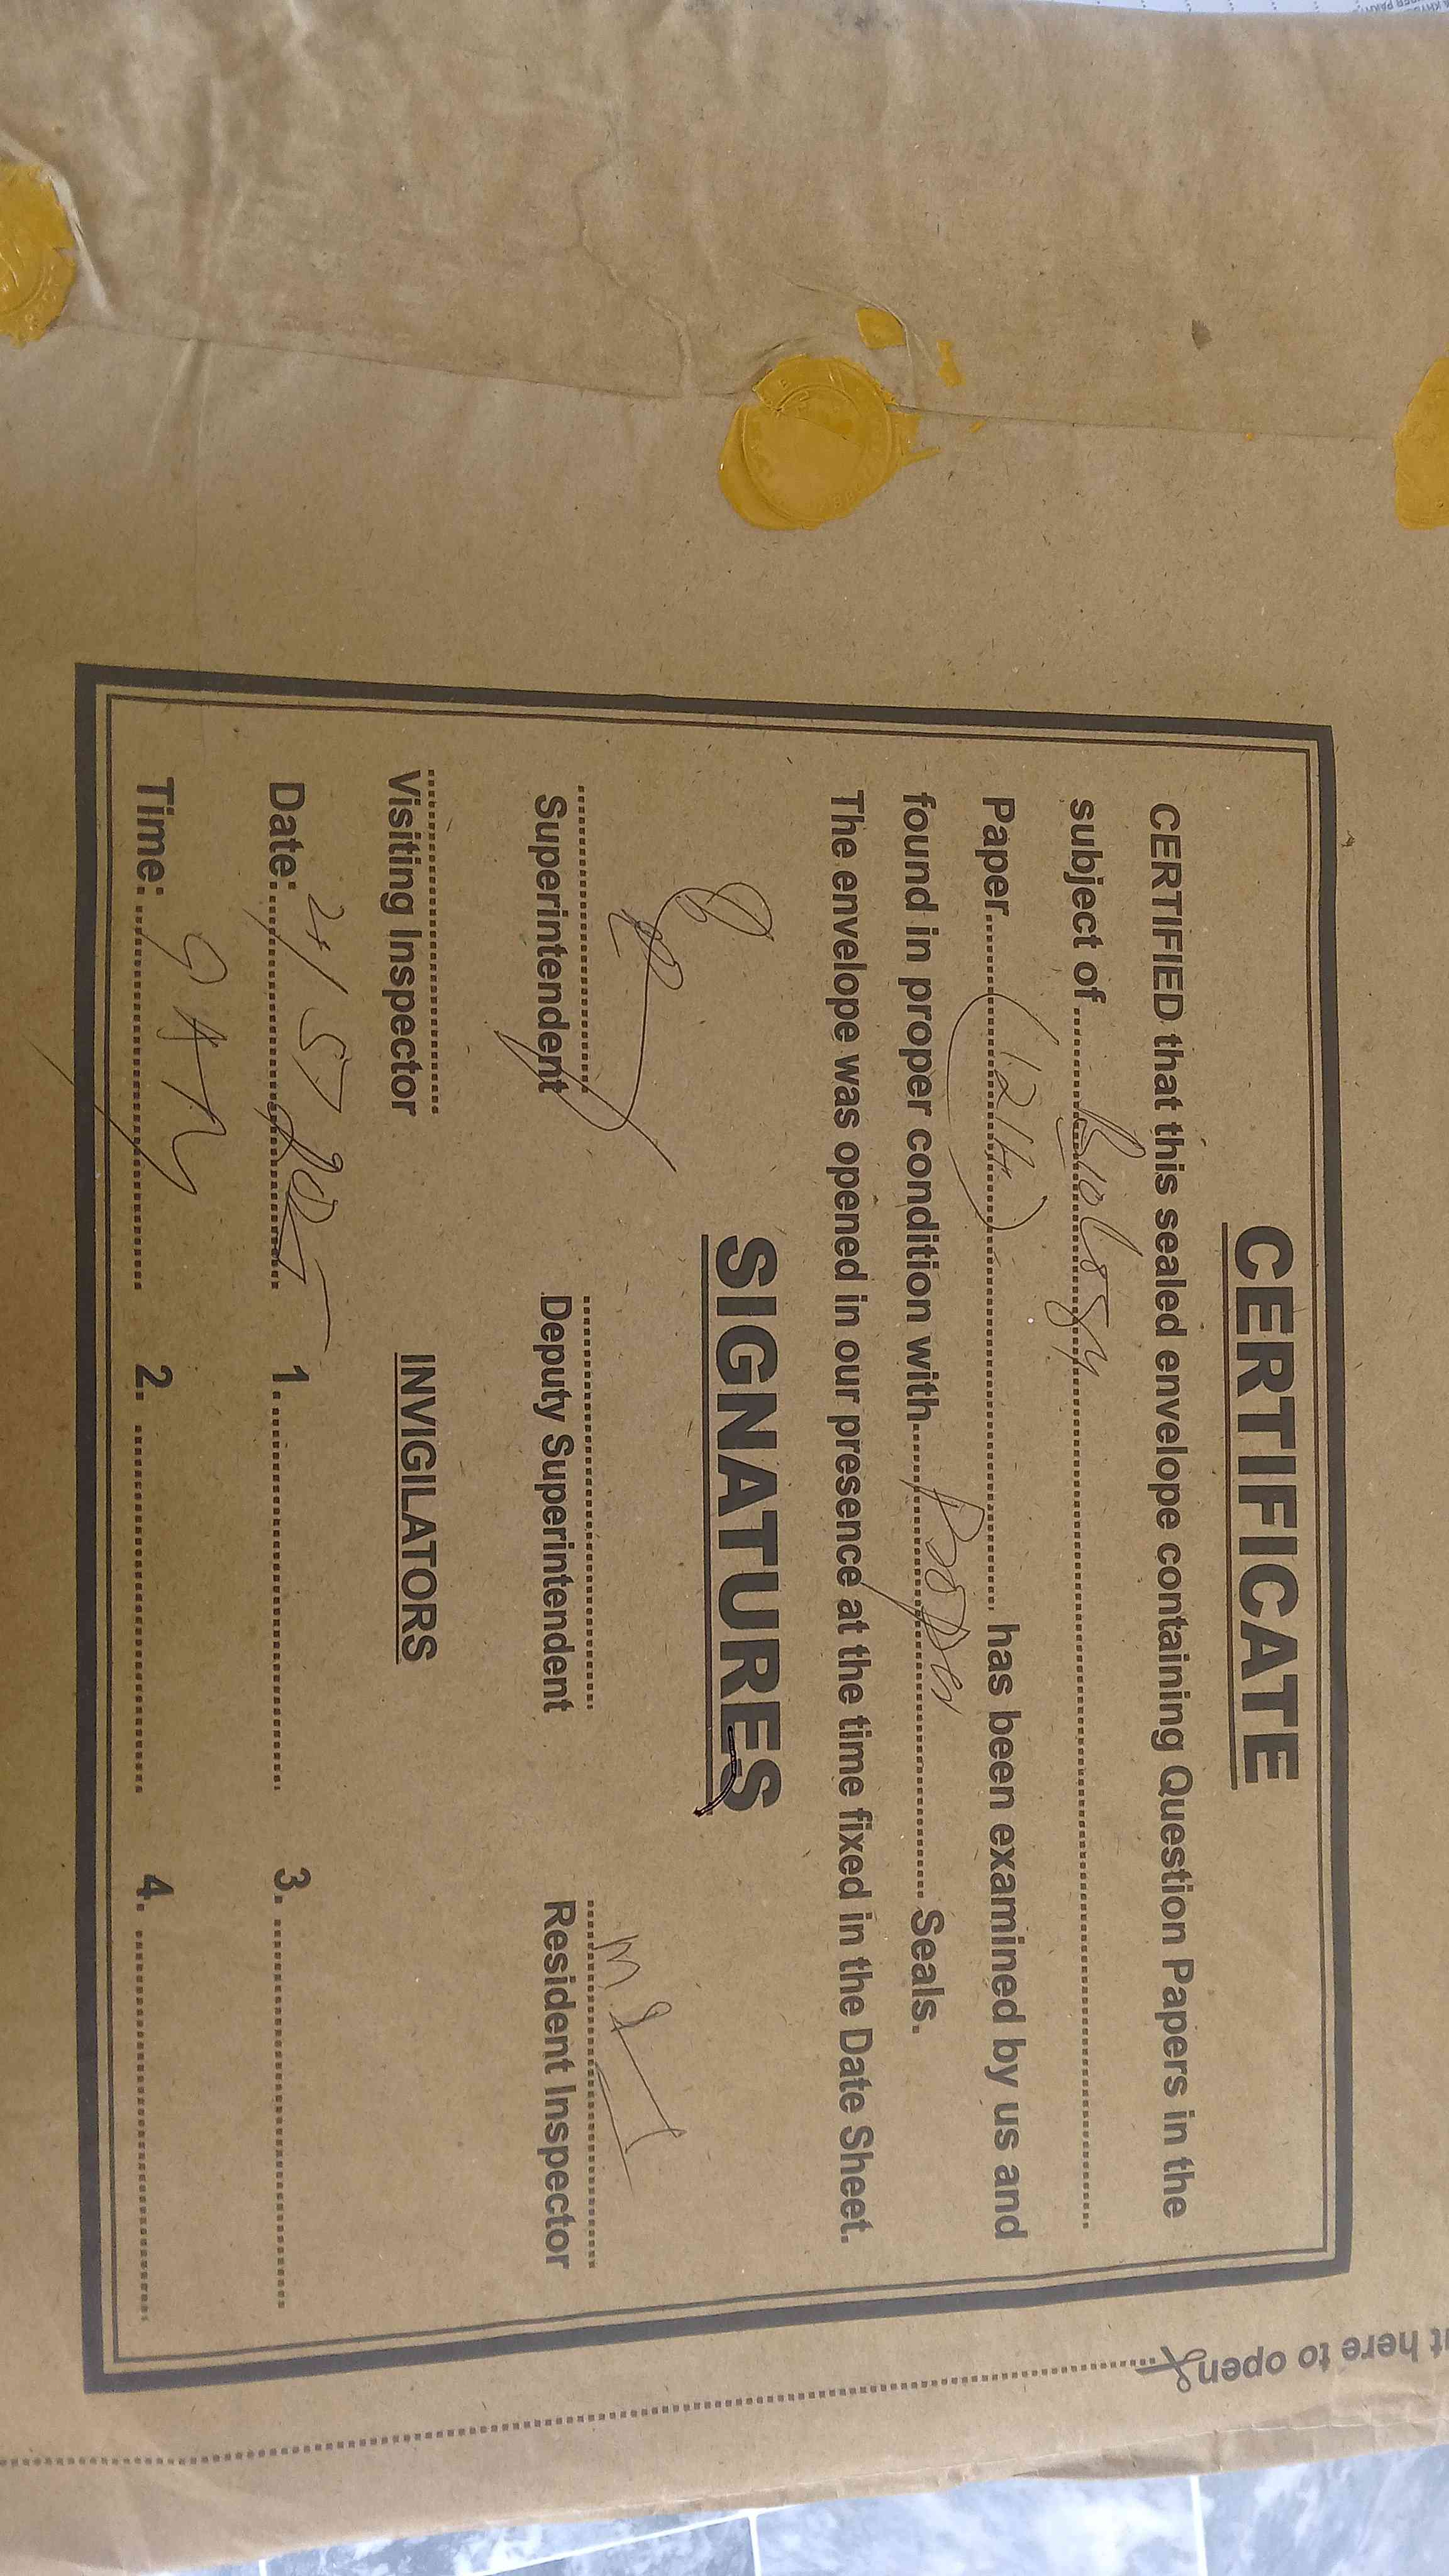 CERTIFICATE
CERTIFIED that this sealed envelope containing Question Papers in the
subject of Biology
Paper (12th) has been examined by us and
found in proper condition with Seals.
The envelope was opened in our presence at the time fixed in the Date Sheet.
SIGNATURES
Superintendent Deputy Superintendent Resident Inspector
Visiting Inspector INVIGILATORS
Date: 1. 3.
Time: 9 AM 2. 4.
here to open